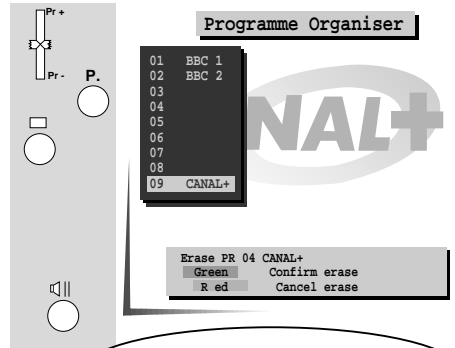 Pr +
Pr -
P.
Programme Organiser
01 BBC 1
02 BBC 2
03
04
05
06
07
08
09 CANAL+
NAL+
Erase PR 04 CANAL+
Green Confirm erase
R ed Cancel erase